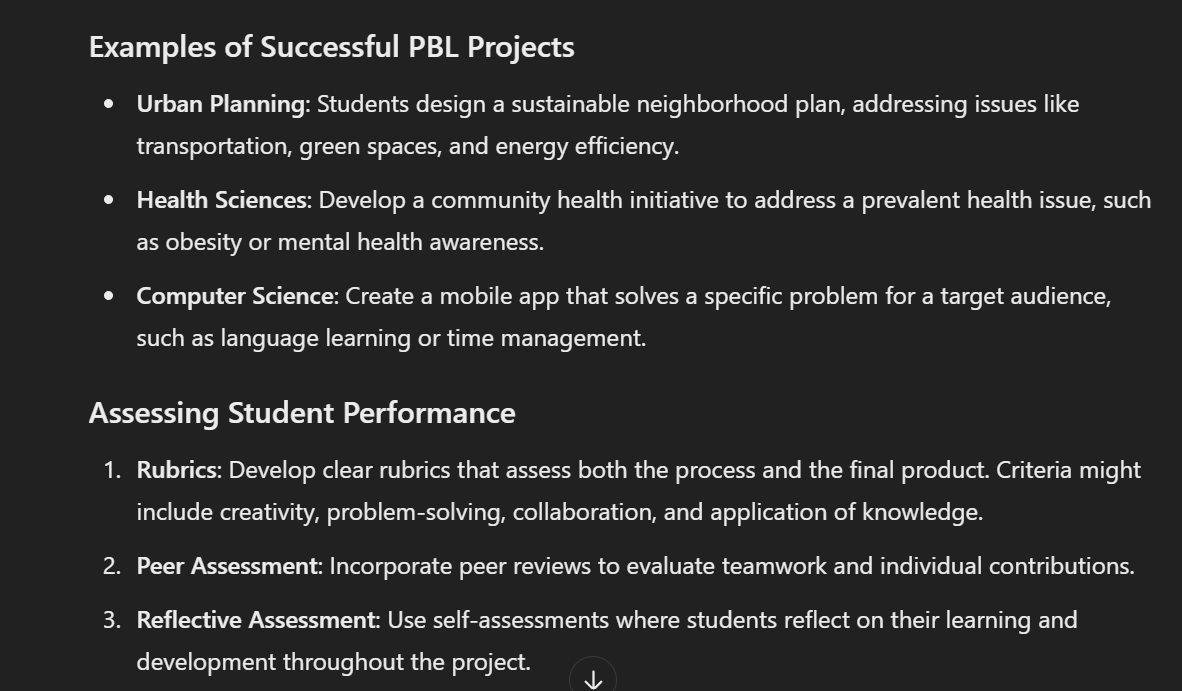 Examples of Successful PBL Projects
• Urban Planning: Students design a sustainable neighborhood plan, addressing issues like
transportation, green spaces, and energy efficiency.
• Health Sciences: Develop a community health initiative to address a prevalent health issue, such
as obesity or mental health awareness.
• Computer Science: Create a mobile app that solves a specific problem for a target audience,
such as language learning or time management.
Assessing Student Performance
1. Rubrics: Develop clear rubrics that assess both the process and the final product. Criteria might
include creativity, problem-solving, collaboration, and application of knowledge.
2. Peer Assessment: Incorporate peer reviews to evaluate teamwork and individual contributions.
3. Reflective Assessment: Use self-assessments where students reflect on their learning and
development throughout the project.